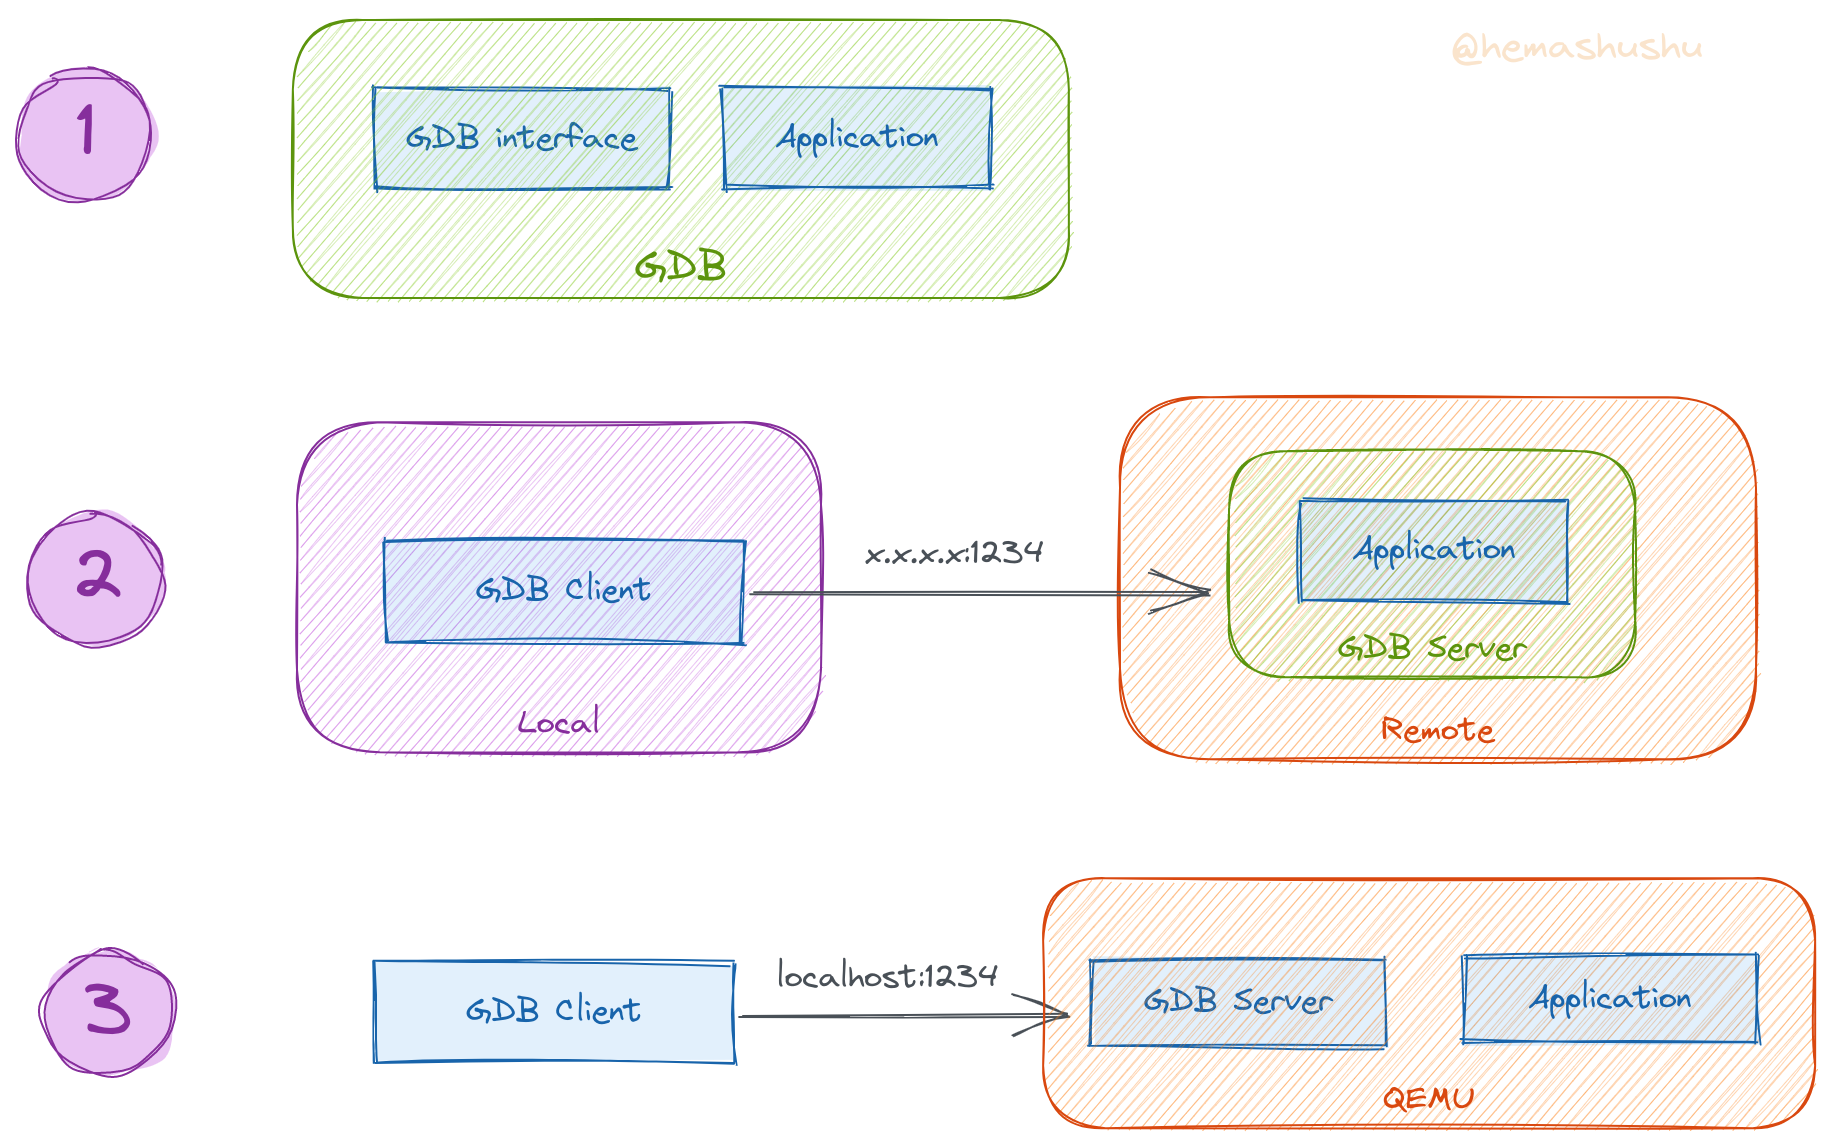 @hemashushu
1
GDB interface
Application
GDB
2
GDB Client
Local
x.x.x.x:1234
Application
GDB Server
Remote
3
GDB Client
localhost:1234
GDB Server
Application
QEMU